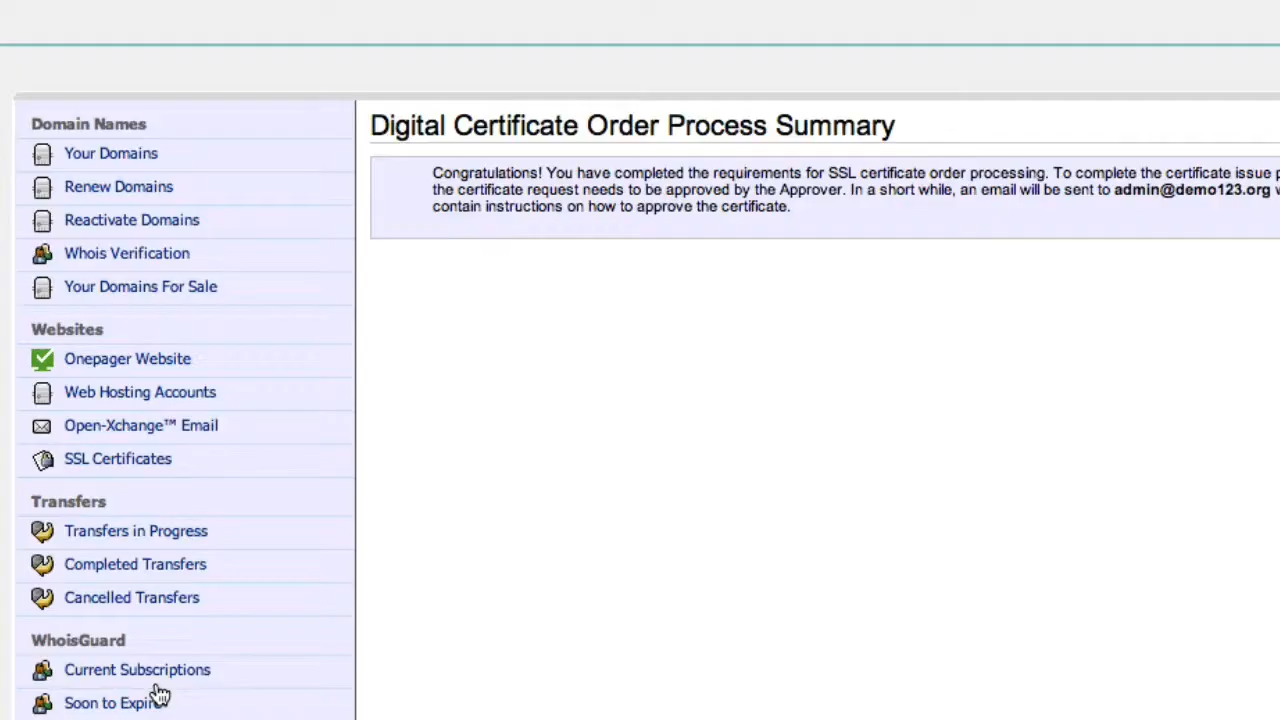 Domain Names
Your Domains
Renew Domains
Reactivate Domains
Whois Verification
Your Domains For Sale
Websites
Onepager Website
Web Hosting Accounts
Open-Xchange™ Email
SSL Certificates
Transfers
Transfers in Progress
Completed Transfers
Cancelled Transfers
WhoisGuard
Current Subscriptions
Soon to Expire
Digital Certificate Order Process Summary
Congratulations! You have completed the requirements for SSL certificate order processing. To complete the certificate issue
the certificate request needs to be approved by the Approver. In a short while, an email will be sent to admin@demo123.org
contain instructions on how to approve the certificate.